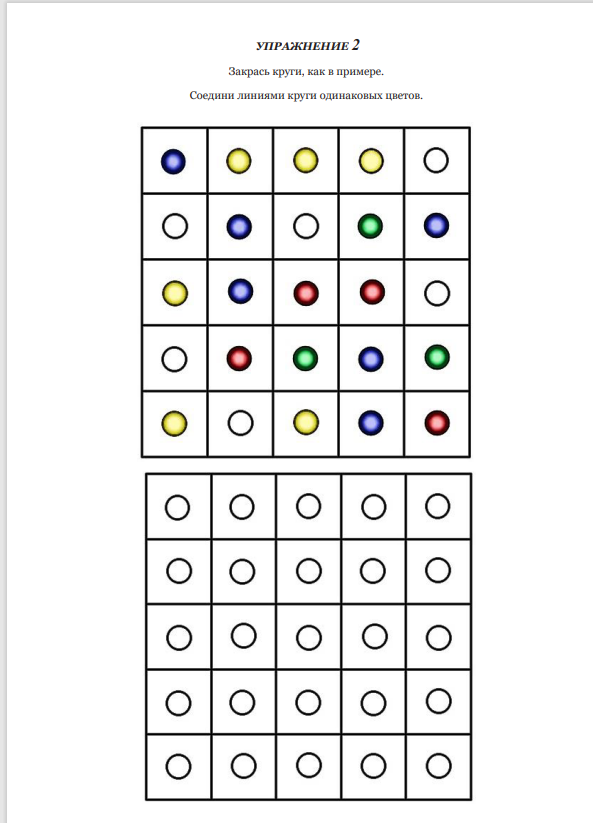 УПРАЖНЕНИЕ 2
Закрась круги, как в примере.
Соедини линиями круги одинаковых цветов.